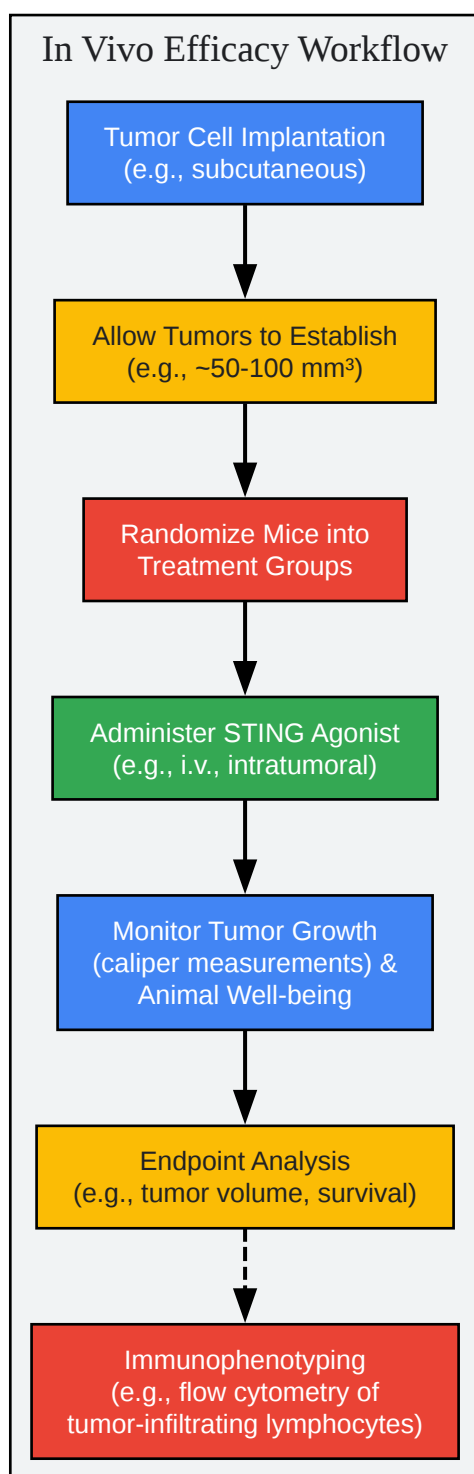 In Vivo Efficacy Workflow
Tumor Cell Implantation
(e.g., subcutaneous)
Allow Tumors to Establish
(e.g., ~50-100 mm³)
Randomize Mice into
Treatment Groups
Administer STING Agonist
(e.g., i.v., intratumoral)
Monitor Tumor Growth
(caliper measurements) &
Animal Well-being
Endpoint Analysis
(e.g., tumor volume, survival)
Immunophenotyping
(e.g., flow cytometry of
tumor-infiltrating lymphocytes)